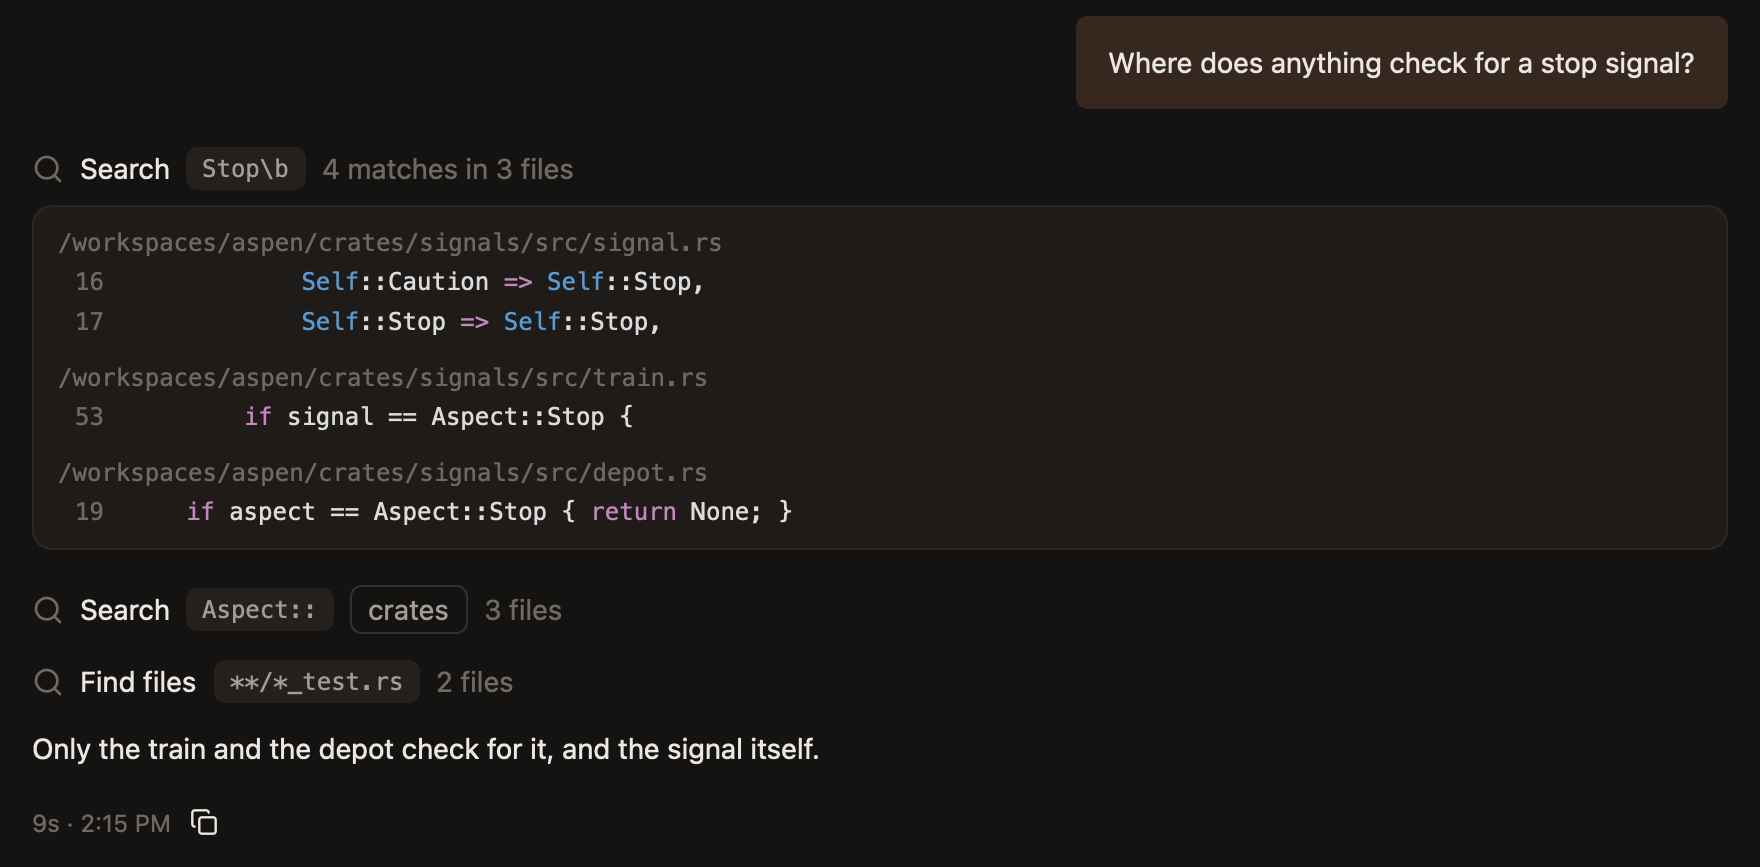 Where does anything check for a stop signal?
Search Stop\b 4 matches in 3 files
/workspaces/aspen/crates/signals/src/signal.rs
16 Self::Caution => Self::Stop,
17 Self::Stop => Self::Stop,
/workspaces/aspen/crates/signals/src/train.rs
53 if signal == Aspect::Stop {
/workspaces/aspen/crates/signals/src/depot.rs
19 if aspect == Aspect::Stop { return None; }
Search Aspect:: crates 3 files
Find files **/*_test.rs 2 files
Only the train and the depot check for it, and the signal itself.
9s · 2:15 PM